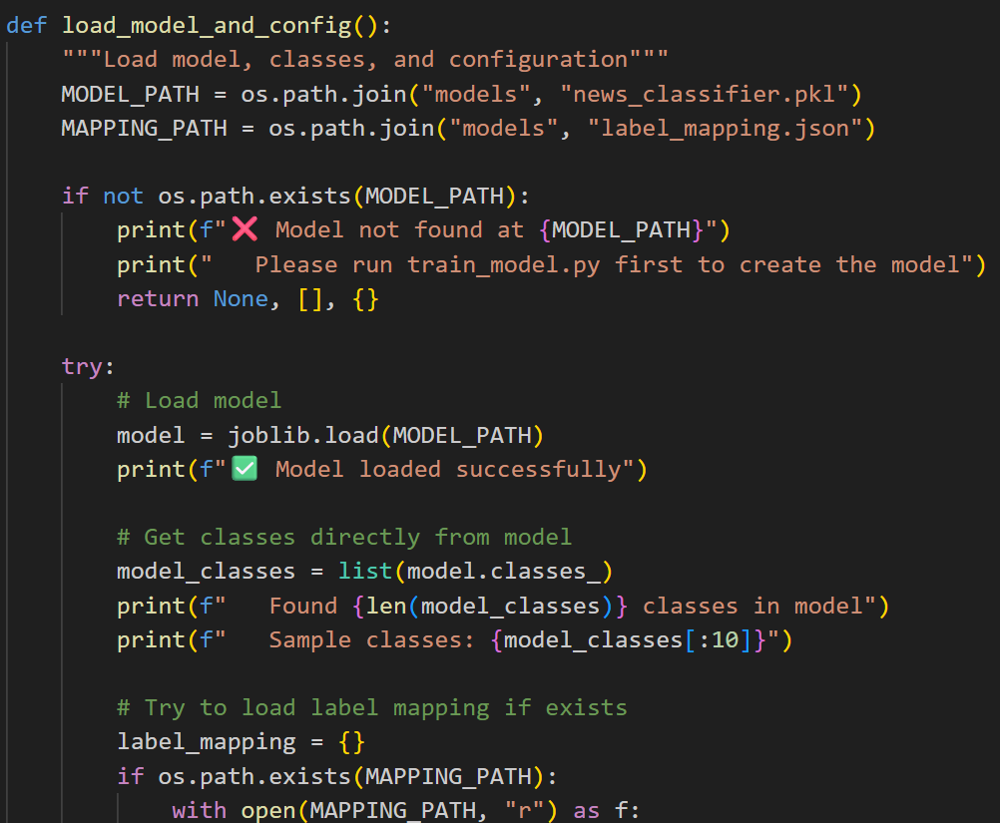 def load_model_and_config():
    """Load model, classes, and configuration"""
    MODEL_PATH = os.path.join("models", "news_classifier.pkl")
    MAPPING_PATH = os.path.join("models", "label_mapping.json")

    if not os.path.exists(MODEL_PATH):
        print(f"❌ Model not found at {MODEL_PATH}")
        print("   Please run train_model.py first to create the model")
        return None, [], {}

    try:
        # Load model
        model = joblib.load(MODEL_PATH)
        print(f"✅ Model loaded successfully")

        # Get classes directly from model
        model_classes = list(model.classes_)
        print(f"   Found {len(model_classes)} classes in model")
        print(f"   Sample classes: {model_classes[:10]}")

        # Try to load label mapping if exists
        label_mapping = {}
        if os.path.exists(MAPPING_PATH):
            with open(MAPPING_PATH, "r") as f: